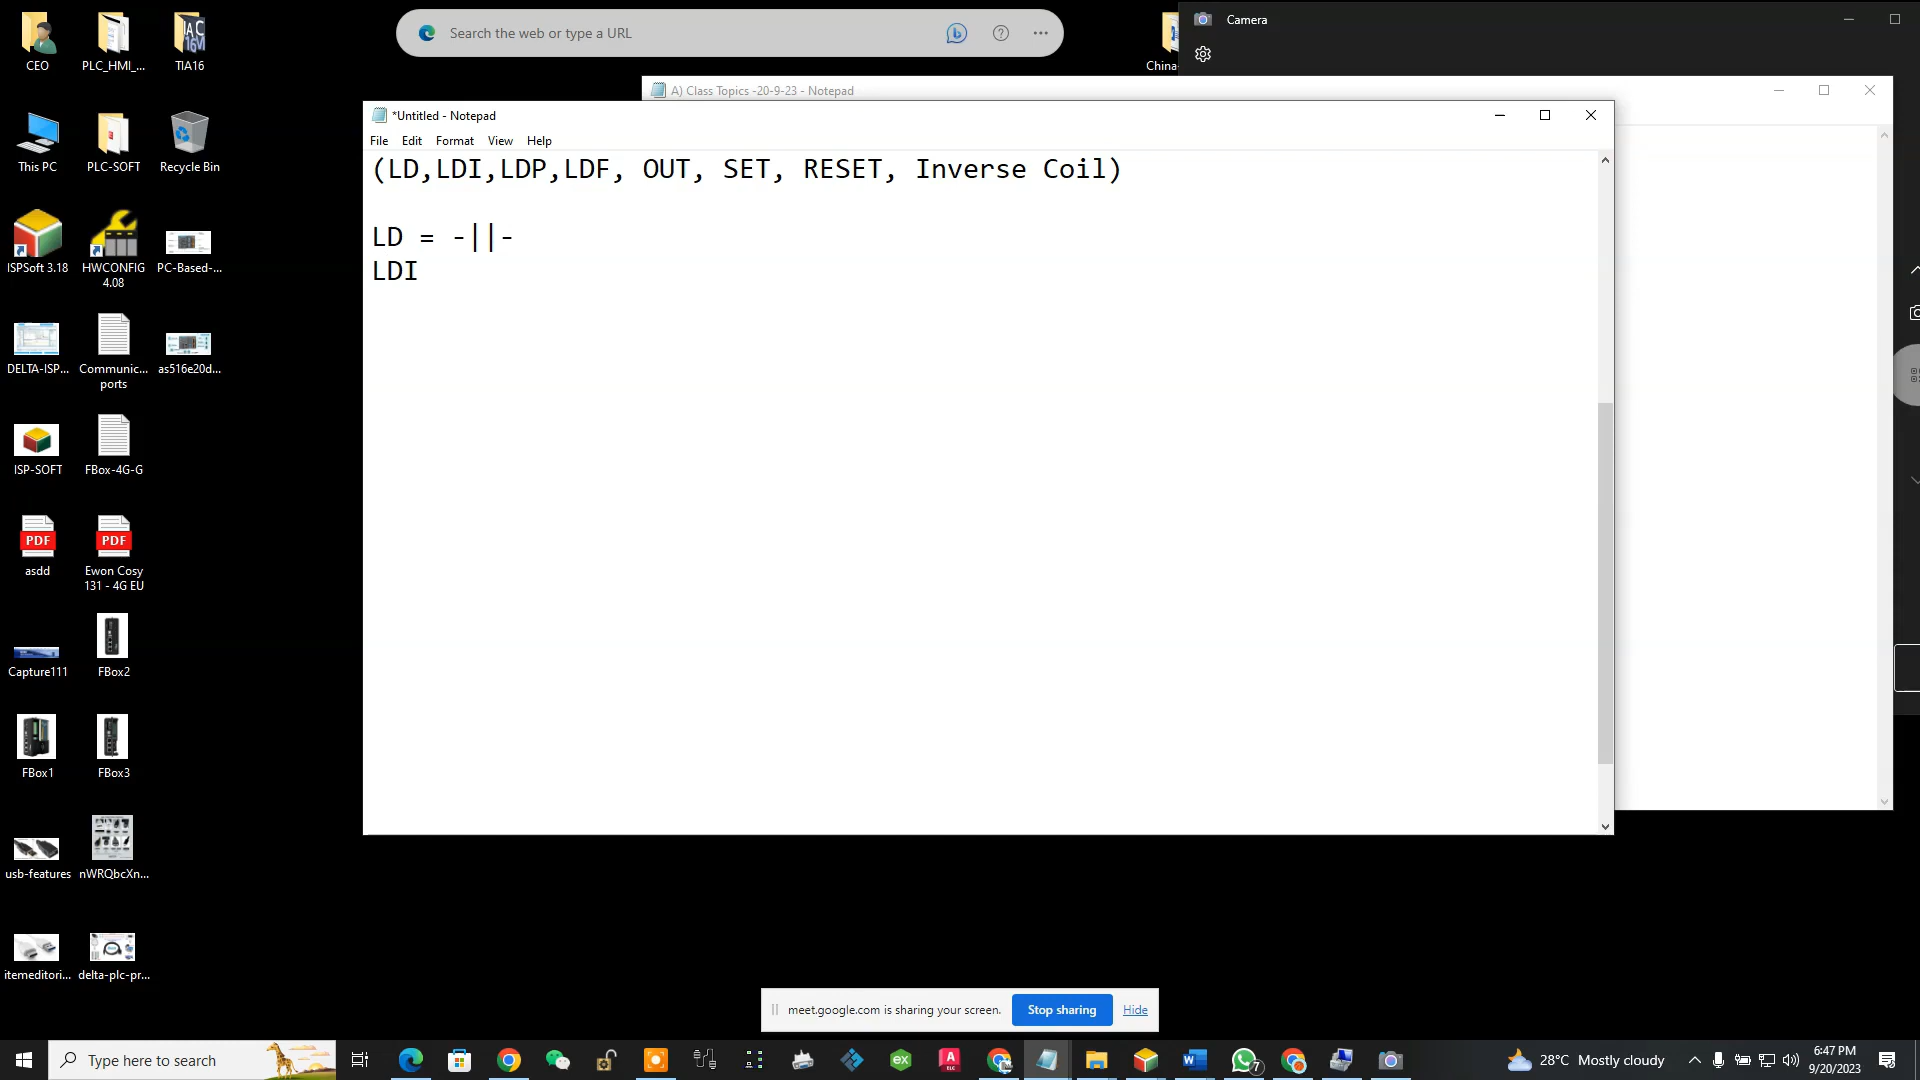 CEO
PLC_HMI_...
TIA16
Search the web or type a URL
China-
Camera
A) Class Topics -20-9-23 - Notepad
*Untitled - Notepad
File Edit Format View Help
(LD,LDI,LDP,LDF, OUT, SET, RESET, Inverse Coil)
LD = -||-
LDI
This PC
PLC-SOFT
Recycle Bin
ISPSoft 3.18
HWCONFIG
4.08
PC-Based-...
DELTA-ISP...
Communic...
ports
as516e20d...
ISP-SOFT
FBox-4G-G
PDF
asdd
PDF
Ewon Cosy
131 - 4G EU
Capture111
FBox2
FBox1
FBox3
usb-features
nWRQbcXn...
itemeditori...
delta-plc-pr...
meet.google.com is sharing your screen.
Stop sharing
Hide
Type here to search
7
28°C Mostly cloudy
6:47 PM
9/20/2023